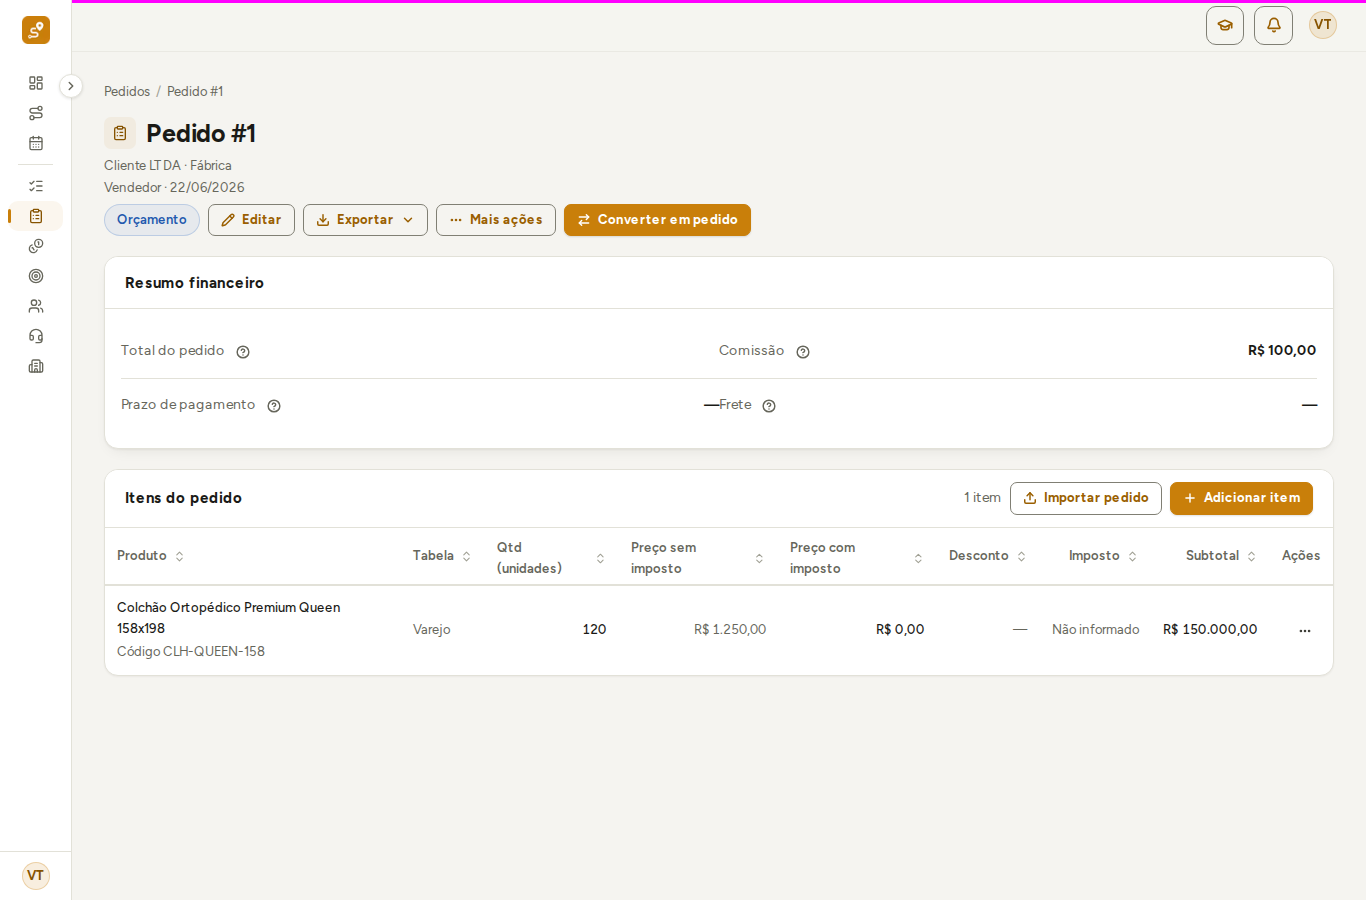 VT
Pedidos / Pedido #1
Pedido #1
Cliente LTDA · Fábrica
Vendedor · 22/06/2026
Orçamento Editar Exportar Mais ações Converter em pedido
Resumo financeiro
Total do pedido Comissão R$ 100,00
Prazo de pagamento — Frete —
Itens do pedido 1 item Importar pedido Adicionar item
Produto Tabela Qtd (unidades) Preço sem imposto Preço com imposto Desconto Imposto Subtotal Ações
Colchão Ortopédico Premium Queen
158x198
Código CLH-QUEEN-158
Varejo 120 R$ 1.250,00 R$ 0,00 — Não informado R$ 150.000,00
VT